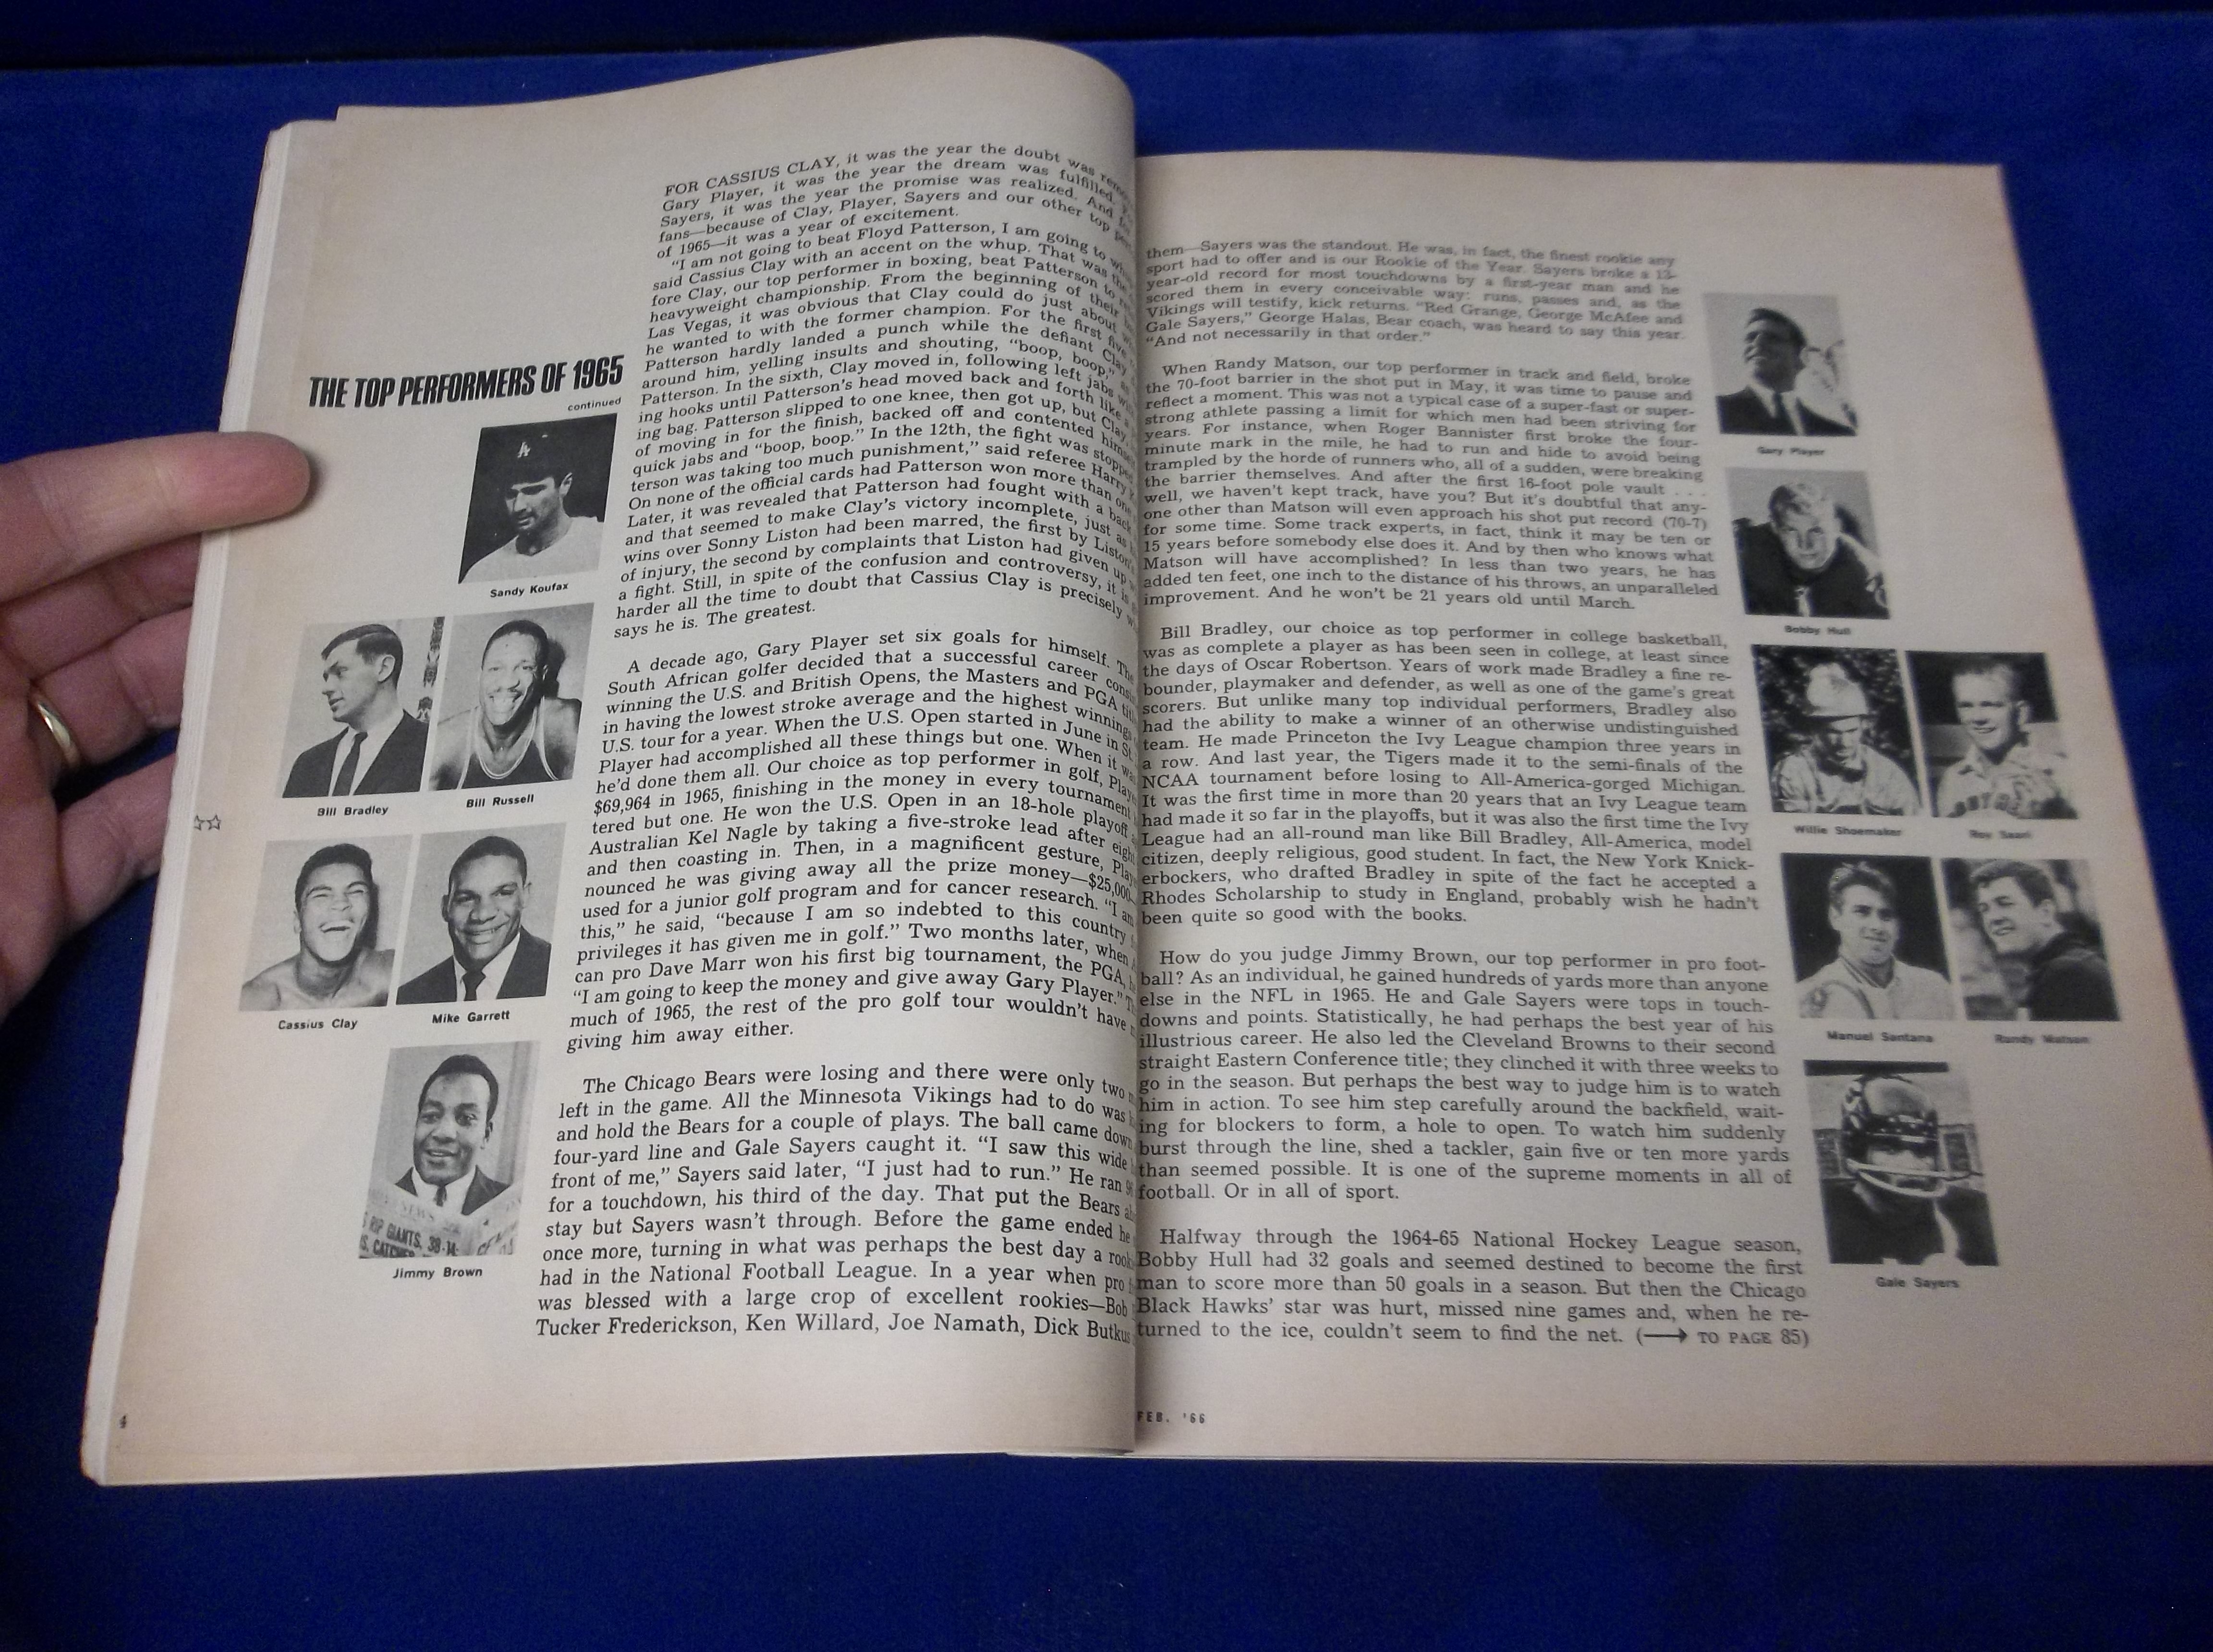 THE TOP PERFORMERS OF 1965
continued
Sandy Koufax
Bill Bradley
Bill Russell
Cassius Clay
Mike Garrett
RIP GIANTS, 38-14
Jimmy Brown
FOR CASSIUS CLAY, it was the year the doubt was
Gary Player, it was the year the dream was fulfilled.
Sayers, it was the year the promise was realized. And
fans—because of Clay, Player, Sayers and our other top
of 1965—it was a year of excitement.
"I am not going to beat Floyd Patterson, I am going to
said Cassius Clay with an accent on the whup. That was
fore Clay, our top performer in boxing, beat Patterson to
heavyweight championship. From the beginning of their
Las Vegas, it was obvious that Clay could do just about
he wanted to with the former champion. For the first five
Patterson hardly landed a punch while the defiant Clay
around him, yelling insults and shouting, "boop, boop,"
Patterson. In the sixth, Clay moved in, following left jabs
ing hooks until Patterson's head moved back and forth like
ing bag. Patterson slipped to one knee, then got up, but Clay,
of moving in for the finish, backed off and contented
quick jabs and "boop, boop." In the 12th, the fight was stopped.
terson was taking too much punishment," said referee Harry
On none of the official cards had Patterson won more than one
Later, it was revealed that Patterson had fought with a back
and that seemed to make Clay's victory incomplete, just as
wins over Sonny Liston had been marred, the first by Liston's
of injury, the second by complaints that Liston had given up
a fight. Still, in spite of the confusion and controversy, it is
harder all the time to doubt that Cassius Clay is precisely
says he is. The greatest.
A decade ago, Gary Player set six goals for himself. The
South African golfer decided that a successful career
winning the U.S. and British Opens, the Masters and PGA
in having the lowest stroke average and the highest winnings
U.S. tour for a year. When the U.S. Open started in June in St.
Player had accomplished all these things but one. When it
he'd done them all. Our choice as top performer in golf,
$69,964 in 1965, finishing in the money in every tournament
tered but one. He won the U.S. Open in an 18-hole playoff
Australian Kel Nagle by taking a five-stroke lead after eight
and then coasting in. Then, in a magnificent gesture,
nounced he was giving away all the prize money—$25,000
used for a junior golf program and for cancer research. "I am
this," he said, "because I am so indebted to this country
privileges it has given me in golf." Two months later, when
can pro Dave Marr won his first big tournament, the PGA,
"I am going to keep the money and give away Gary Player."
much of 1965, the rest of the pro golf tour wouldn't have
giving him away either.
The Chicago Bears were losing and there were only two
left in the game. All the Minnesota Vikings had to do was
and hold the Bears for a couple of plays. The ball came down
four-yard line and Gale Sayers caught it. "I saw this wide
front of me," Sayers said later, "I just had to run." He ran
for a touchdown, his third of the day. That put the Bears
stay but Sayers wasn't through. Before the game ended he
once more, turning in what was perhaps the best day a
had in the National Football League. In a year when pro
was blessed with a large crop of excellent rookies—Bob
Tucker Frederickson, Ken Willard, Joe Namath, Dick Butkus
4
them—Sayers was the standout. He was, in fact, the finest rookie any
sport had to offer and is our Rookie of the Year. Sayers broke a 13-
year-old record for most touchdowns by a first-year man and he
scored them in every conceivable way: runs, passes and, as the
Vikings will testify, kick returns. "Red Grange, George McAfee and
Gale Sayers," George Halas, Bear coach, was heard to say this year.
"And not necessarily in that order."
When Randy Matson, our top performer in track and field, broke
the 70-foot barrier in the shot put in May, it was time to pause and
reflect a moment. This was not a typical case of a super-fast or super-
strong athlete passing a limit for which men had been striving for
years. For instance, when Roger Bannister first broke the four-
minute mark in the mile, he had to run and hide to avoid being
trampled by the horde of runners who, all of a sudden, were breaking
the barrier themselves. And after the first 16-foot pole vault . . .
well, we haven't kept track, have you? But it's doubtful that any-
one other than Matson will even approach his shot put record (70-7)
for some time. Some track experts, in fact, think it may be ten or
15 years before somebody else does it. And by then who knows what
Matson will have accomplished? In less than two years, he has
added ten feet, one inch to the distance of his throws, an unparalleled
improvement. And he won't be 21 years old until March.
Bill Bradley, our choice as top performer in college basketball,
was as complete a player as has been seen in college, at least since
the days of Oscar Robertson. Years of work made Bradley a fine re-
bounder, playmaker and defender, as well as one of the game's great
scorers. But unlike many top individual performers, Bradley also
had the ability to make a winner of an otherwise undistinguished
team. He made Princeton the Ivy League champion three years in
a row. And last year, the Tigers made it to the semi-finals of the
NCAA tournament before losing to All-America-gorged Michigan.
It was the first time in more than 20 years that an Ivy League team
had made it so far in the playoffs, but it was also the first time the Ivy
League had an all-round man like Bill Bradley, All-America, model
citizen, deeply religious, good student. In fact, the New York Knick-
erbockers, who drafted Bradley in spite of the fact he accepted a
Rhodes Scholarship to study in England, probably wish he hadn't
been quite so good with the books.
How do you judge Jimmy Brown, our top performer in pro foot-
ball? As an individual, he gained hundreds of yards more than anyone
else in the NFL in 1965. He and Gale Sayers were tops in touch-
downs and points. Statistically, he had perhaps the best year of his
illustrious career. He also led the Cleveland Browns to their second
straight Eastern Conference title; they clinched it with three weeks to
go in the season. But perhaps the best way to judge him is to watch
him in action. To see him step carefully around the backfield, wait-
ing for blockers to form, a hole to open. To watch him suddenly
burst through the line, shed a tackler, gain five or ten more yards
than seemed possible. It is one of the supreme moments in all of
football. Or in all of sport.
Halfway through the 1964-65 National Hockey League season,
Bobby Hull had 32 goals and seemed destined to become the first
man to score more than 50 goals in a season. But then the Chicago
Black Hawks' star was hurt, missed nine games and, when he re-
turned to the ice, couldn't seem to find the net. (⟶ TO PAGE 85)
FEB. '66
Gary Player
Bobby Hull
Willie Shoemaker
Roy Saari
Manuel Santana
Randy Matson
Gale Sayers